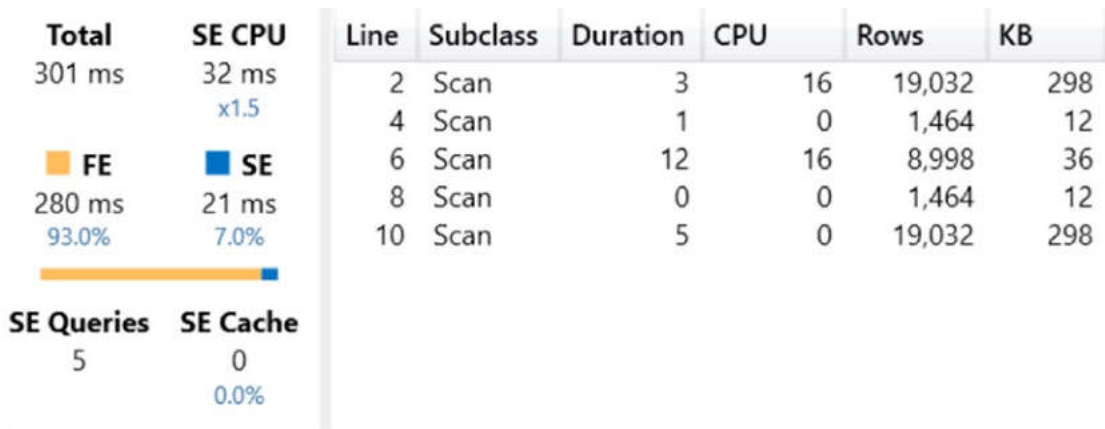 Total SE CPU
301 ms 32 ms
x1.5
FE SE
280 ms 21 ms
93.0% 7.0%
SE Queries SE Cache
5 0
0.0%
Line Subclass Duration CPU Rows KB
2 Scan 3 16 19,032 298
4 Scan 1 0 1,464 12
6 Scan 12 16 8,998 36
8 Scan 0 0 1,464 12
10 Scan 5 0 19,032 298